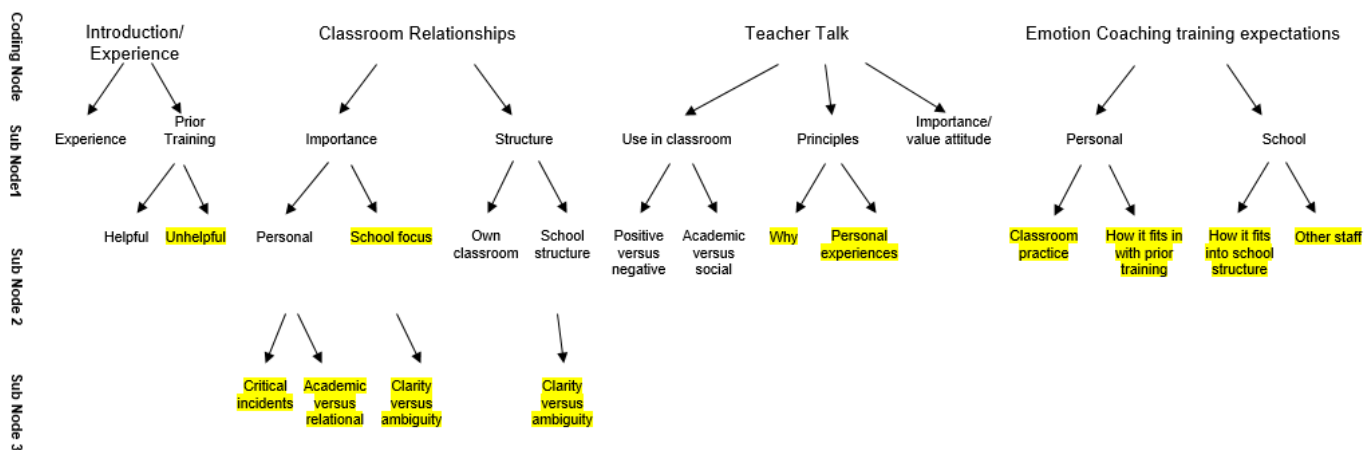 Coding Node
Introduction/
Experience
Classroom Relationships
Teacher Talk
Emotion Coaching training expectations
Sub Node1
Experience
Prior
Training
Importance
Structure
Use in classroom
Principles
Importance/
value attitude
Personal
School
Sub Node 2
Helpful
Unhelpful
Personal
School focus
Own
classroom
School
structure
Positive
versus
negative
Academic
versus
social
Why
Personal
experiences
Classroom
practice
How it fits in
with prior
training
How it fits
into school
structure
Other staff
Sub Node 3
Critical
incidents
Academic
versus
relational
Clarity
versus
ambiguity
Clarity
versus
ambiguity